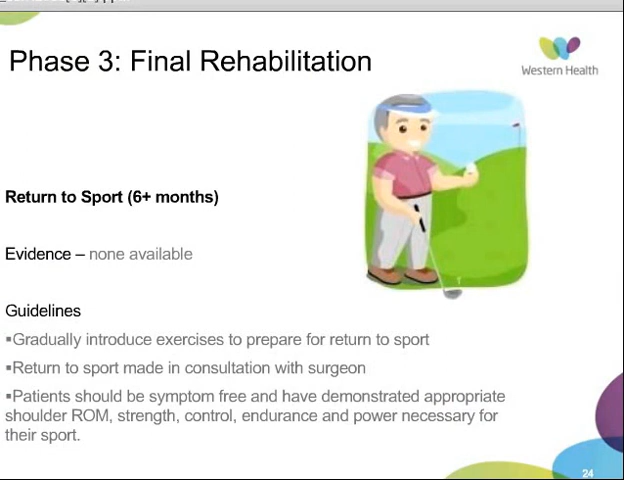 Phase 3: Final Rehabilitation
Western Health
Return to Sport (6+ months)
Evidence – none available
Guidelines
▪Gradually introduce exercises to prepare for return to sport
▪Return to sport made in consultation with surgeon
▪Patients should be symptom free and have demonstrated appropriate
shoulder ROM, strength, control, endurance and power necessary for
their sport.
24